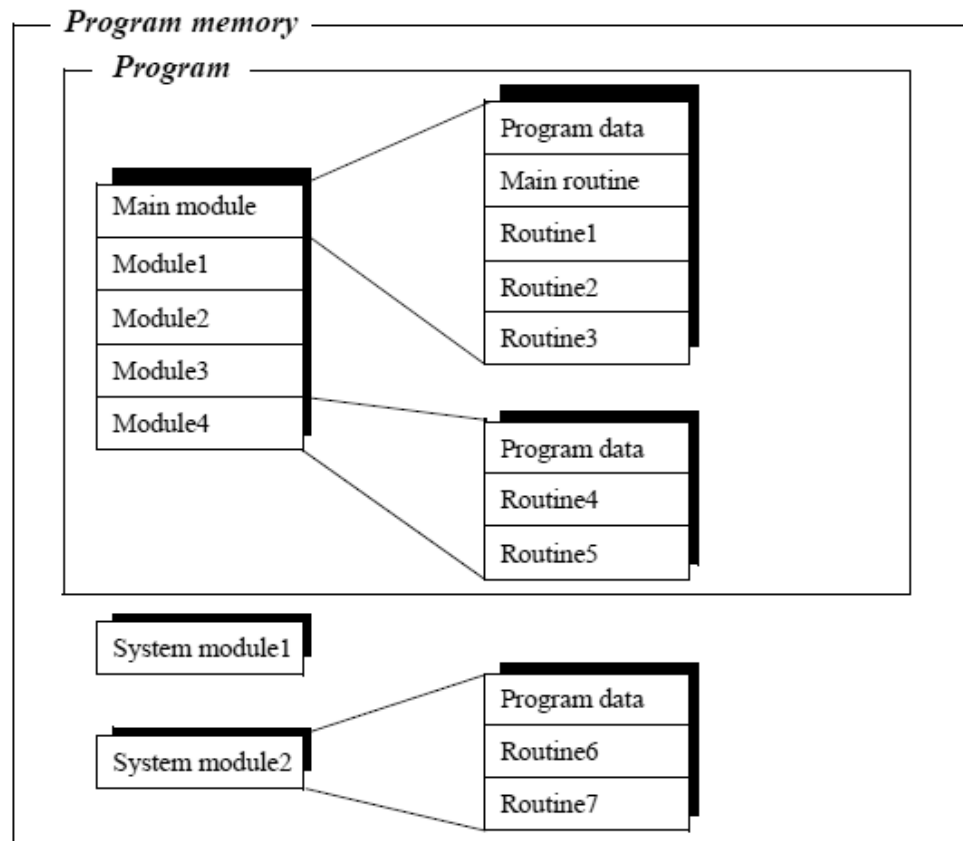 Program memory
Program
Main module
Module1
Module2
Module3
Module4
Program data
Main routine
Routine1
Routine2
Routine3
Program data
Routine4
Routine5
System module1
System module2
Program data
Routine6
Routine7